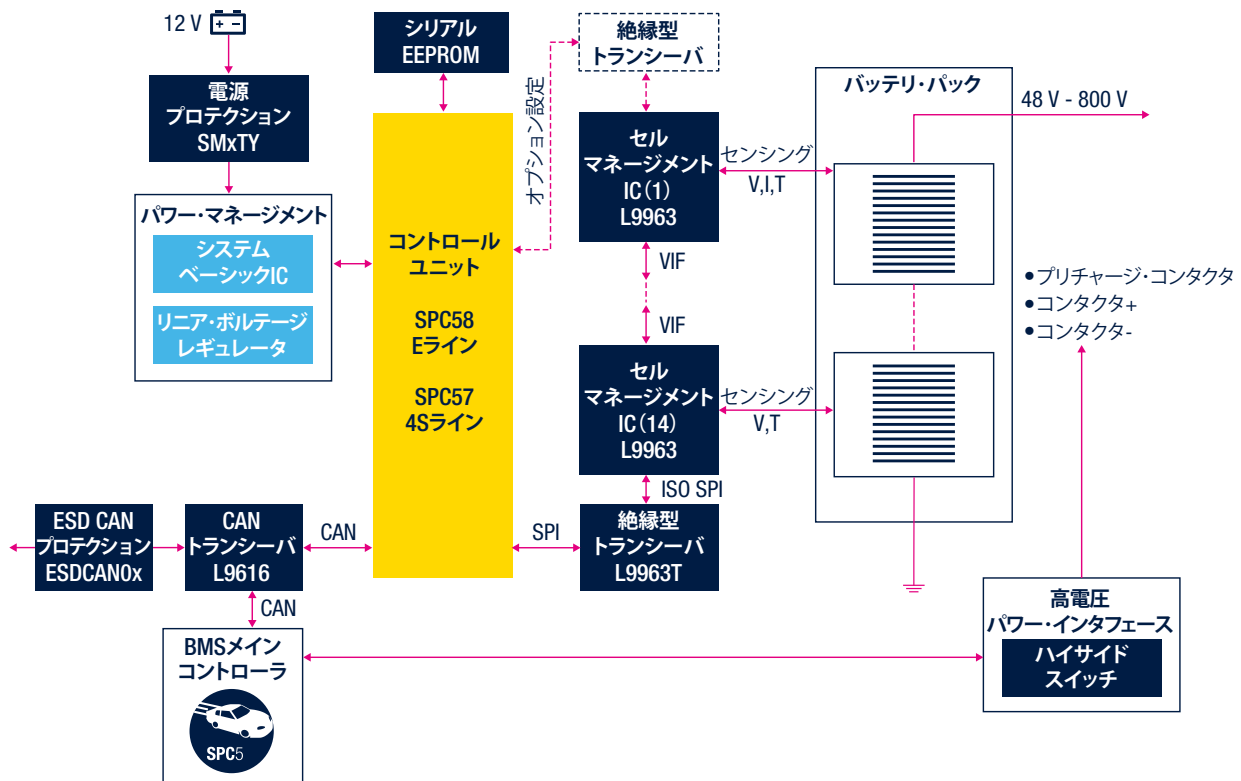 12 V
電源
プロテクション
SMxTY
パワー・マネージメント
システム
ベーシックIC
リニア・ボルテージ
レギュレータ
シリアル
EEPROM
コントロール
ユニット
SPC58
Eライン
SPC57
4Sライン
オプション設定
絶縁型
トランシーバ
セル
マネージメント
IC（1）
L9963
VIF
VIF
セル
マネージメント
IC（14）
L9963
ISO SPI
絶縁型
トランシーバ
L9963T
SPI
センシング
V,I,T
センシング
V,T
バッテリ・パック
48 V - 800 V
●プリチャージ・コンタクタ
●コンタクタ+
●コンタクタ-
高電圧
パワー・インタフェース
ハイサイド
スイッチ
ESD CAN
プロテクション
ESDCAN0x
CAN
トランシーバ
L9616
CAN
CAN
BMSメイン
コントローラ
SPC5